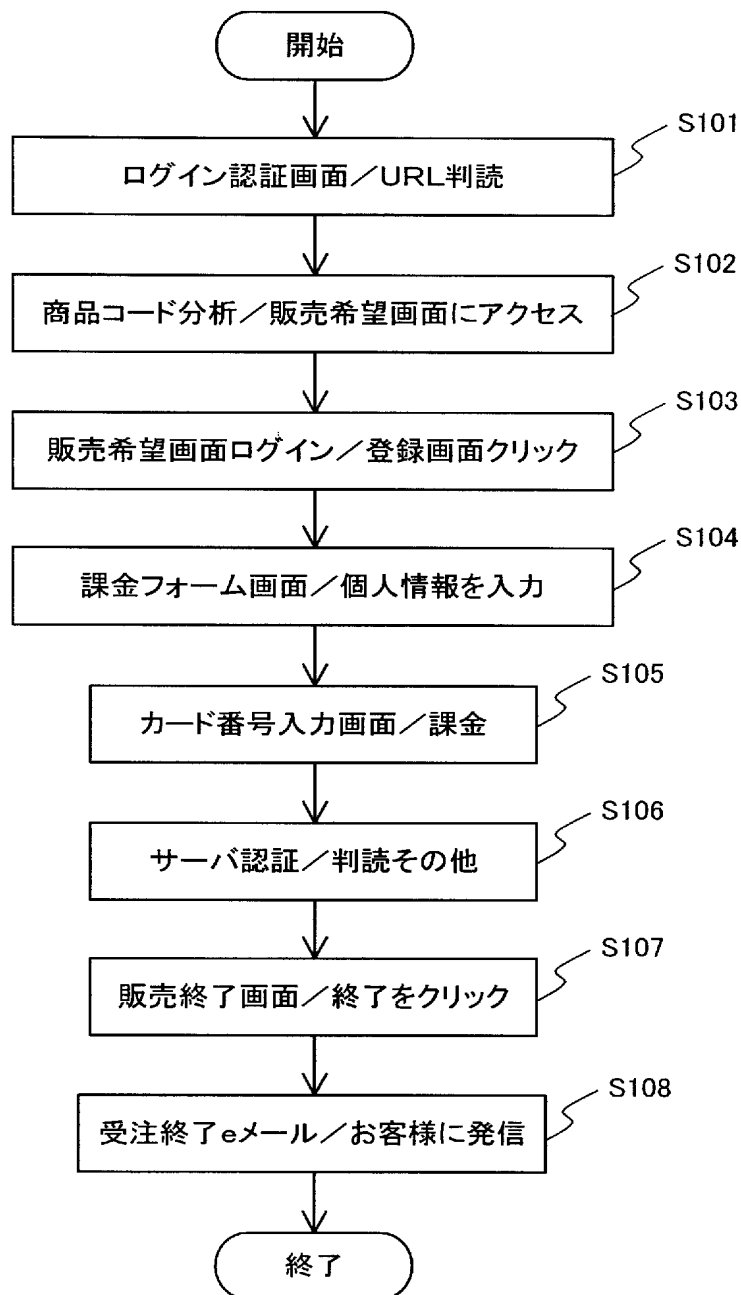 開始
S101
ログイン認証画面／URL判読
S102
商品コード分析／販売希望画面にアクセス
S103
販売希望画面ログイン／登録画面クリック
S104
課金フォーム画面／個人情報を入力
S105
カード番号入力画面／課金
S106
サーバ認証／判読その他
S107
販売終了画面／終了をクリック
S108
受注終了eメール／お客様に発信
終了